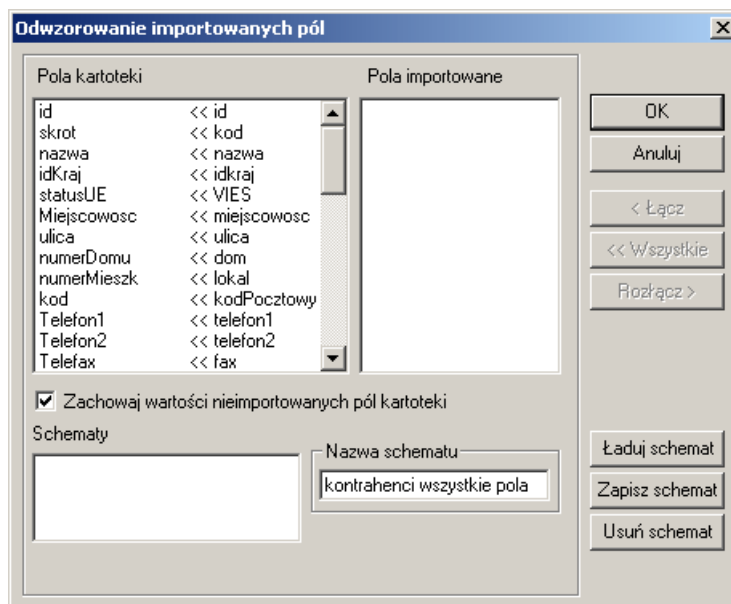 Odwzorowanie importowanych pól
Pola kartoteki
Pola importowane
id << id
skrot << kod
nazwa << nazwa
idKraj << idkraj
statusUE << VIES
Miejscowosc << miejscowosc
ulica << ulica
numerDomu << dom
numerMieszk << lokal
kod << kodPocztowy
Telefon1 << telefon1
Telefon2 << telefon2
Telefax << fax
OK
Anuluj
< Łącz
<< Wszystkie
Rozłącz >
Zachowaj wartości nieimportowanych pól kartoteki
Schematy
Nazwa schematu
kontrahenci wszystkie pola
Ładuj schemat
Zapisz schemat
Usuń schemat